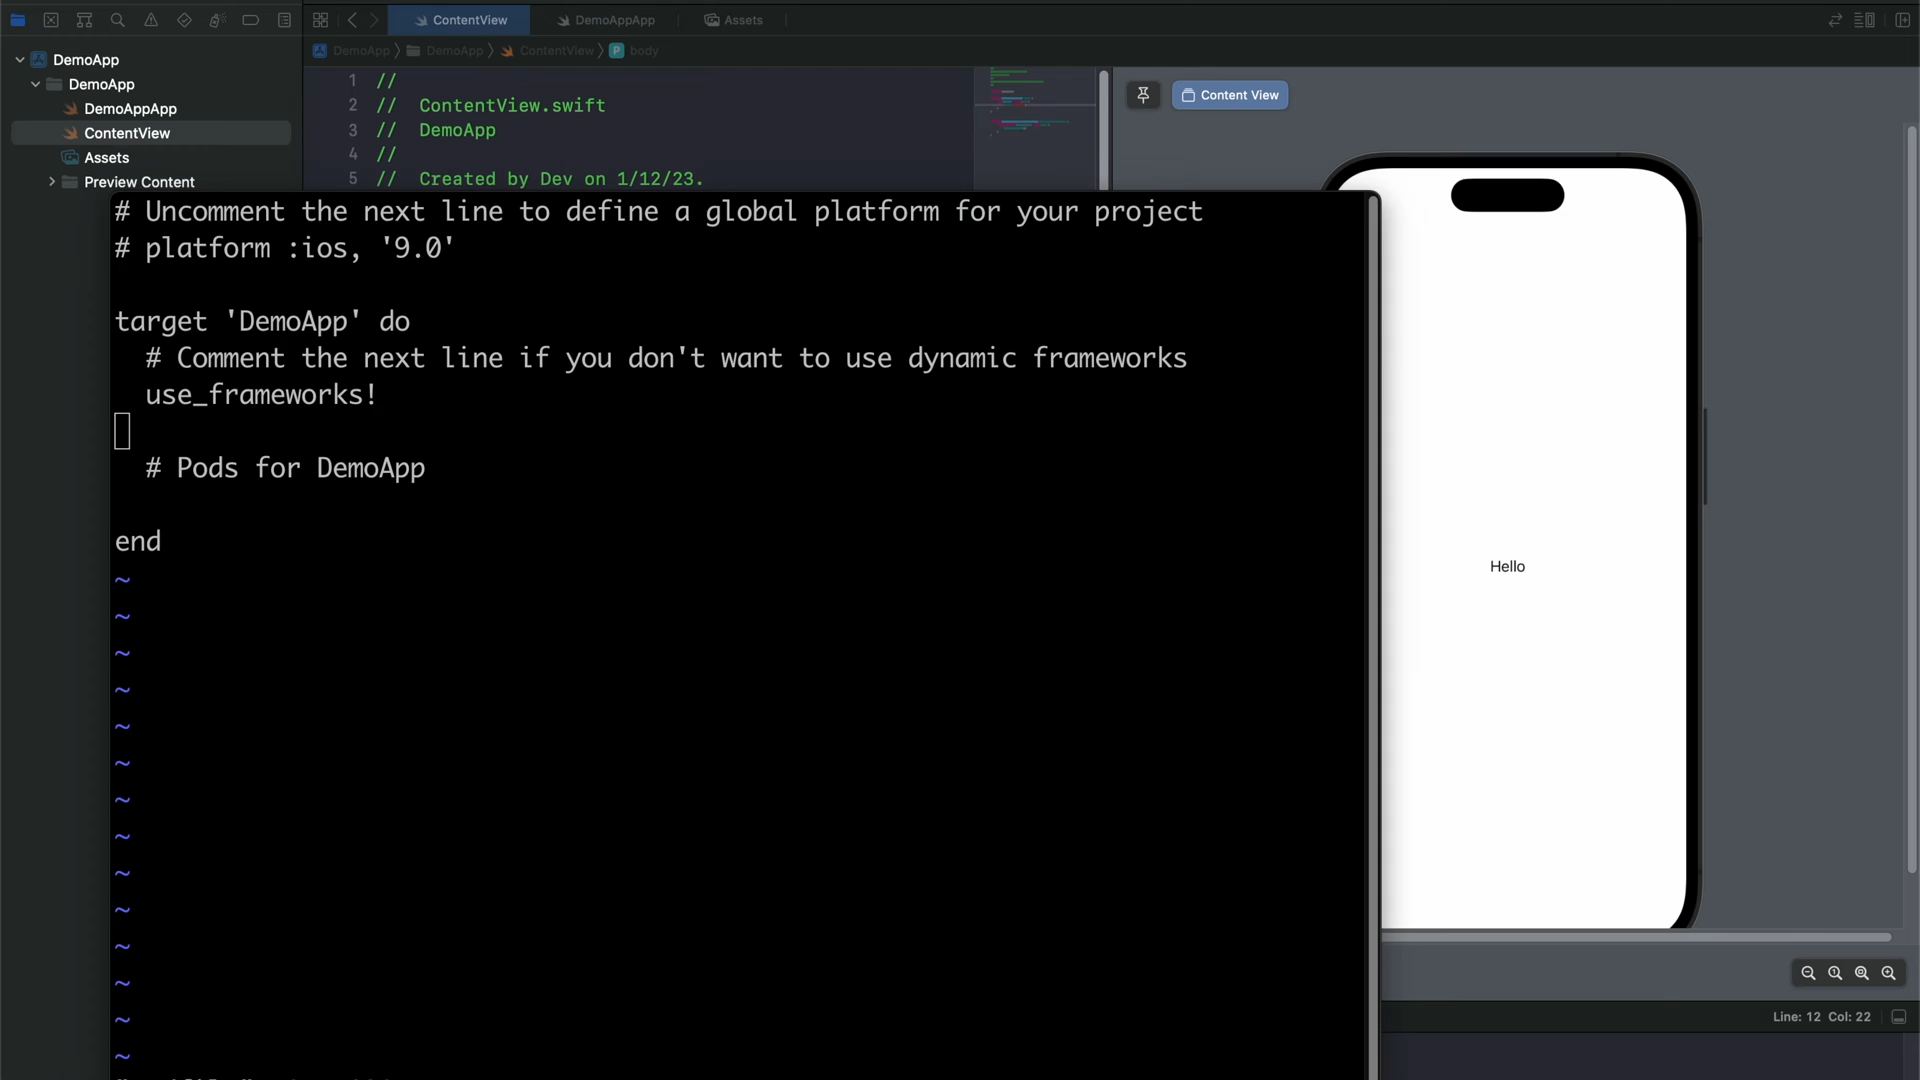 ContentView
DemoAppApp
Assets
DemoApp
DemoApp
DemoAppApp
ContentView
Assets
Preview Content
DemoApp
DemoApp
ContentView
P
body
1 //
2 // ContentView.swift
3 // DemoApp
4 //
5 // Created by Dev on 1/12/23.
Content View
# Uncomment the next line to define a global platform for your project
# platform :ios, '9.0'
target 'DemoApp' do
# Comment the next line if you don't want to use dynamic frameworks
use_frameworks!
# Pods for DemoApp
end
~
~
~
~
~
~
~
~
~
~
~
~
~
~
Hello
Line: 12 Col: 22